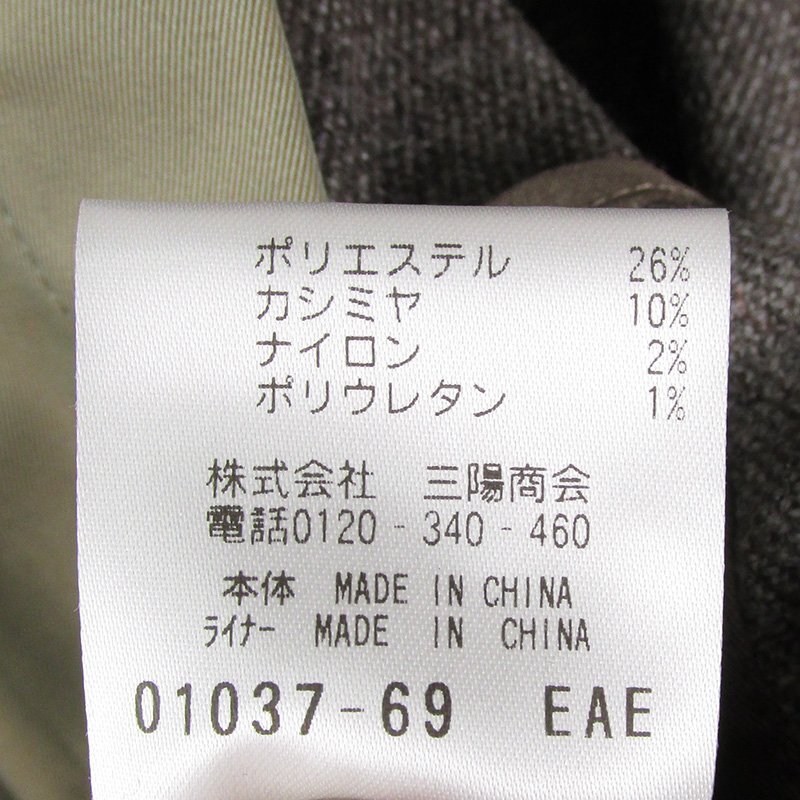 ポリエステル 26%
カシミヤ 10%
ナイロン 2%
ポリウレタン 1%
株式会社 三陽商会
電話0120-340-460
本体 MADE IN CHINA
ﾗｲﾅｰ MADE IN CHINA
01037-69 EAE